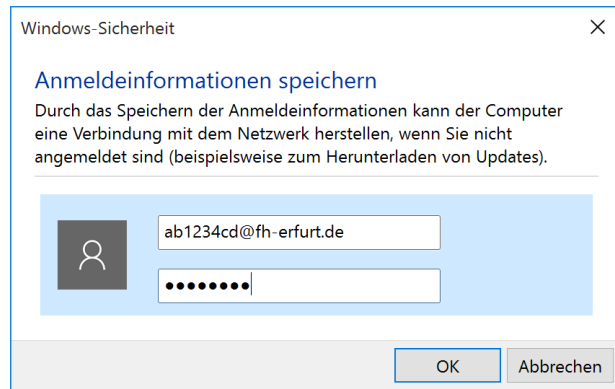 Windows-Sicherheit
Anmeldeinformationen speichern
Durch das Speichern der Anmeldeinformationen kann der Computer
eine Verbindung mit dem Netzwerk herstellen, wenn Sie nicht
angemeldet sind (beispielsweise zum Herunterladen von Updates).
ab1234cd@fh-erfurt.de
●●●●●●●●
OK Abbrechen